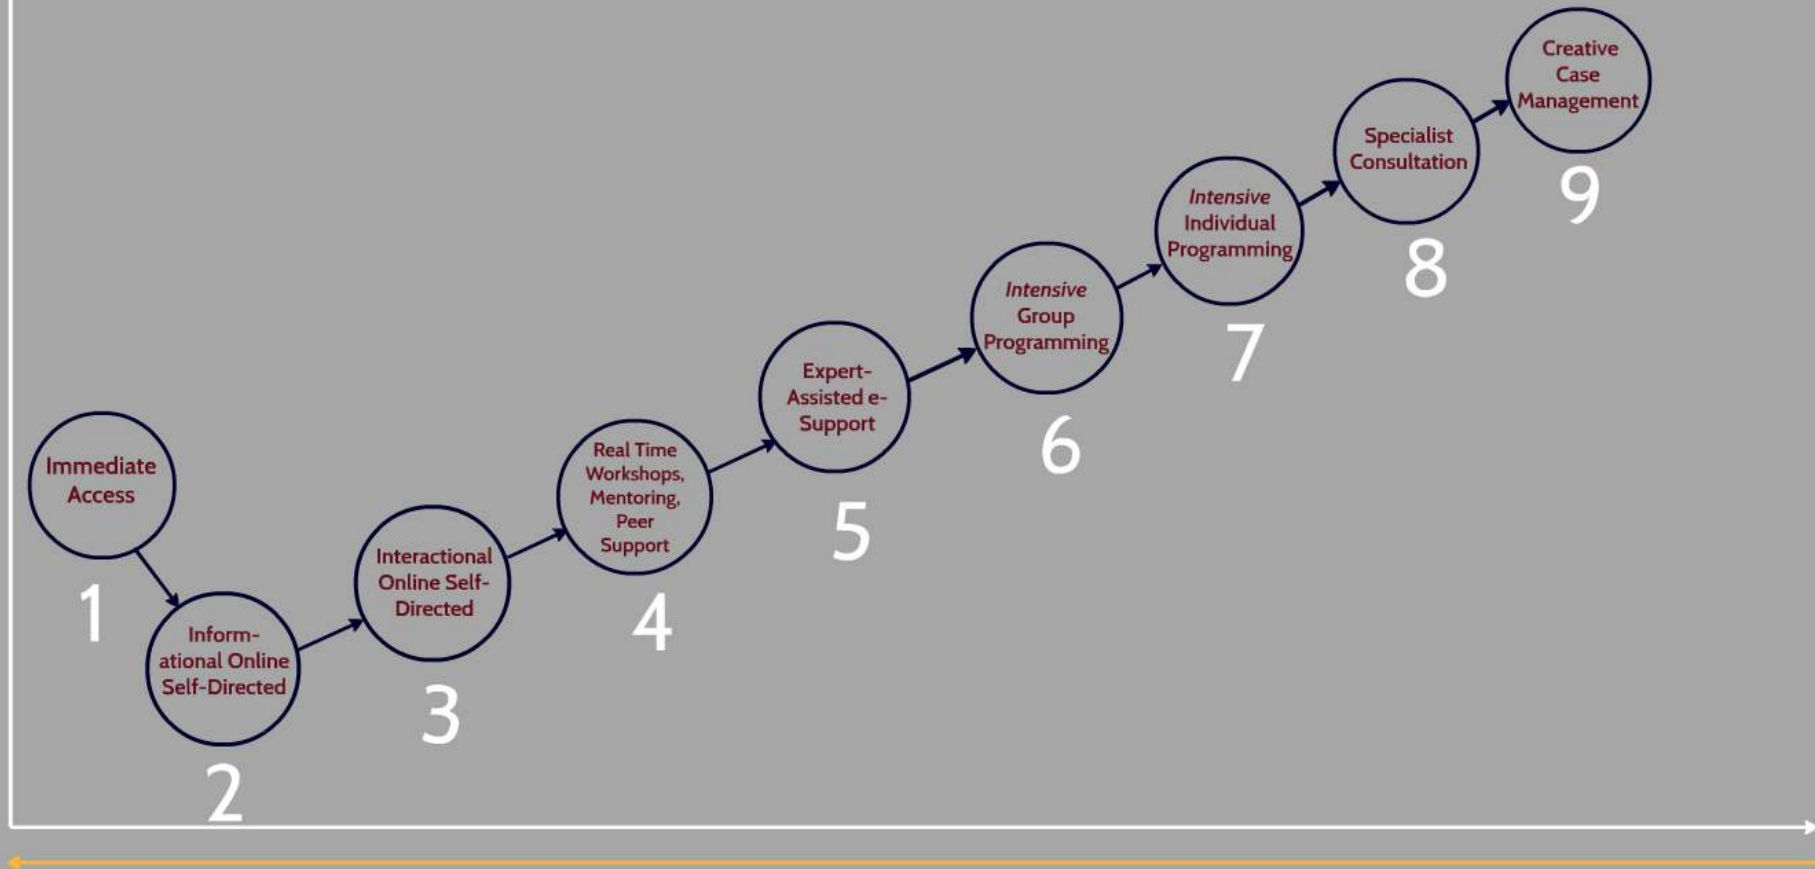 Immediate
Access
1
Inform-
ational Online
Self-Directed
2
Interactional
Online Self-
Directed
3
Real Time
Workshops,
Mentoring,
Peer
Support
4
Expert-
Assisted e-
Support
5
Intensive
Group
Programming
6
Intensive
Individual
Programming
7
Specialist
Consultation
8
Creative
Case
Management
9